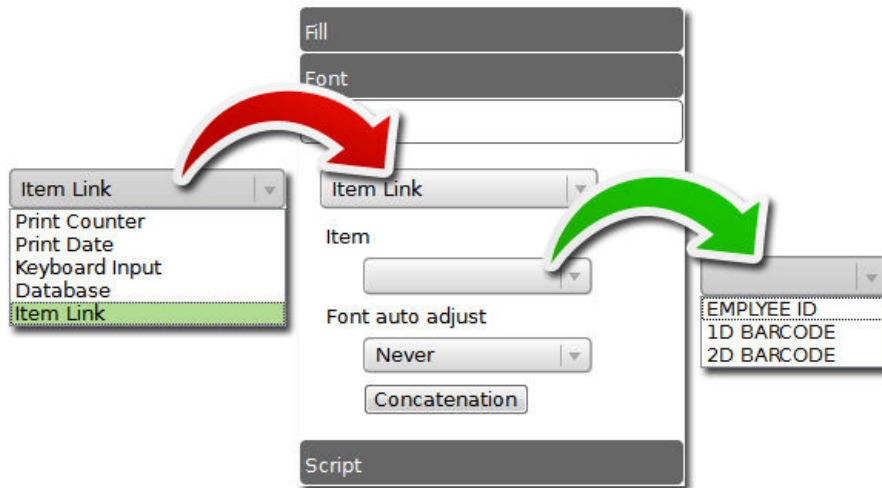 Item Link
Print Counter
Print Date
Keyboard Input
Database
Item Link
Fill
Font
Item Link
Item
Font auto adjust
Never
Concatenation
Script
EMPLYEE ID
1D BARCODE
2D BARCODE